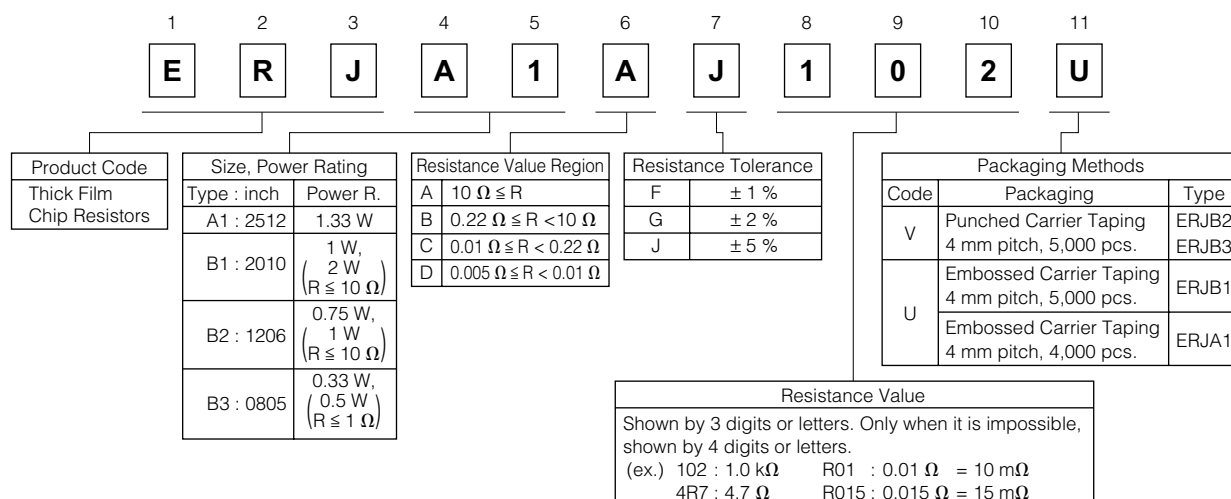 1 2 3 4 5 6 7 8 9 10 11
E R J A 1 A J 1 0 2 U
Product Code
Thick Film
Chip Resistors
Size, Power Rating
Type : inch Power R.
A1 : 2512 1.33 W
B1 : 2010 1 W,
2 W
(R ≦ 10 Ω)
B2 : 1206 0.75 W,
1 W
(R ≦ 10 Ω)
B3 : 0805 0.33 W,
0.5 W
(R ≦ 1 Ω)
Resistance Value Region
A 10 Ω ≦ R
B 0.22 Ω ≦ R < 10 Ω
C 0.01 Ω ≦ R < 0.22 Ω
D 0.005 Ω ≦ R < 0.01 Ω
Resistance Tolerance
F ± 1 %
G ± 2 %
J ± 5 %
Packaging Methods
Code Packaging Type
V Punched Carrier Taping ERJB2
4 mm pitch, 5,000 pcs. ERJB3
U Embossed Carrier Taping
4 mm pitch, 5,000 pcs. ERJB1
Embossed Carrier Taping
4 mm pitch, 4,000 pcs. ERJA1
Resistance Value
Shown by 3 digits or letters. Only when it is impossible,
shown by 4 digits or letters.
(ex.) 102 : 1.0 kΩ R01 : 0.01 Ω = 10 mΩ
4R7 : 4.7 Ω R015 : 0.015 Ω = 15 mΩ